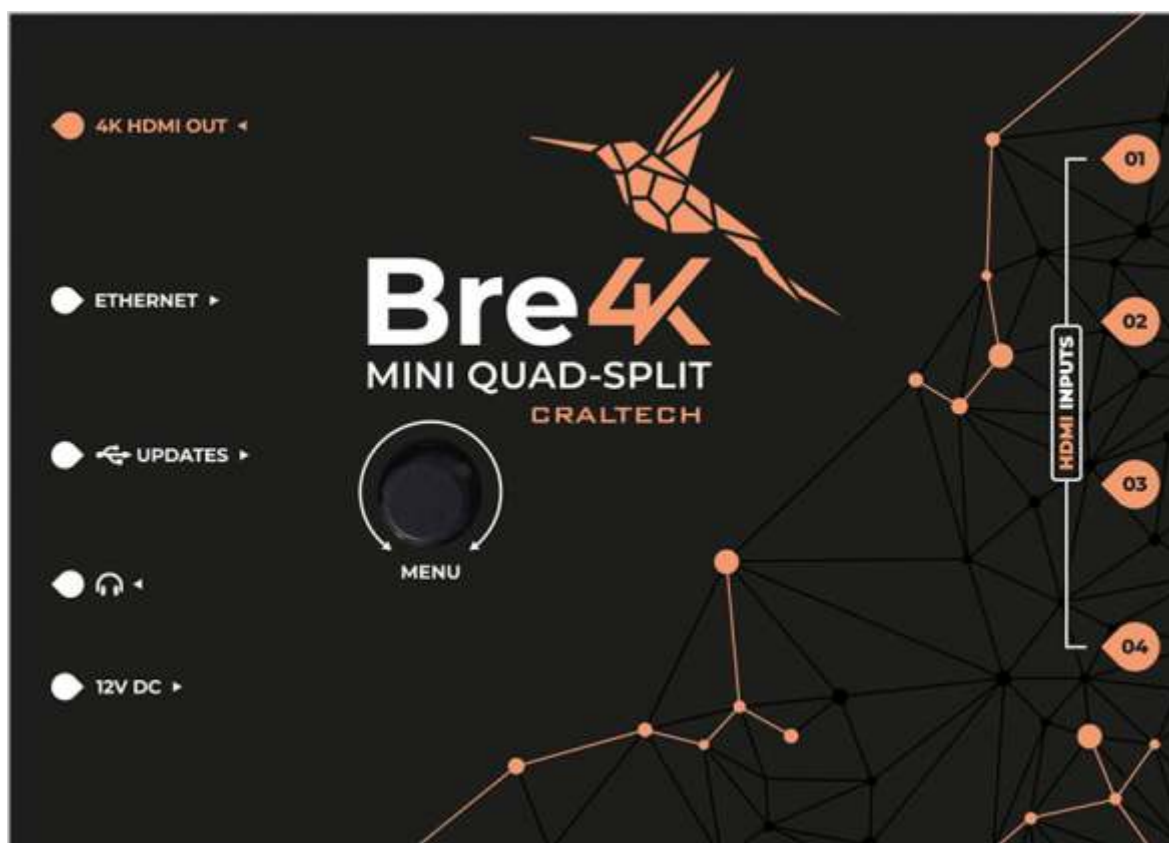 4K HDMI OUT
ETHERNET
UPDATES
12V DC
Bre4K
MINI QUAD-SPLIT
CRALTECH
MENU
HDMI INPUTS
01
02
03
04